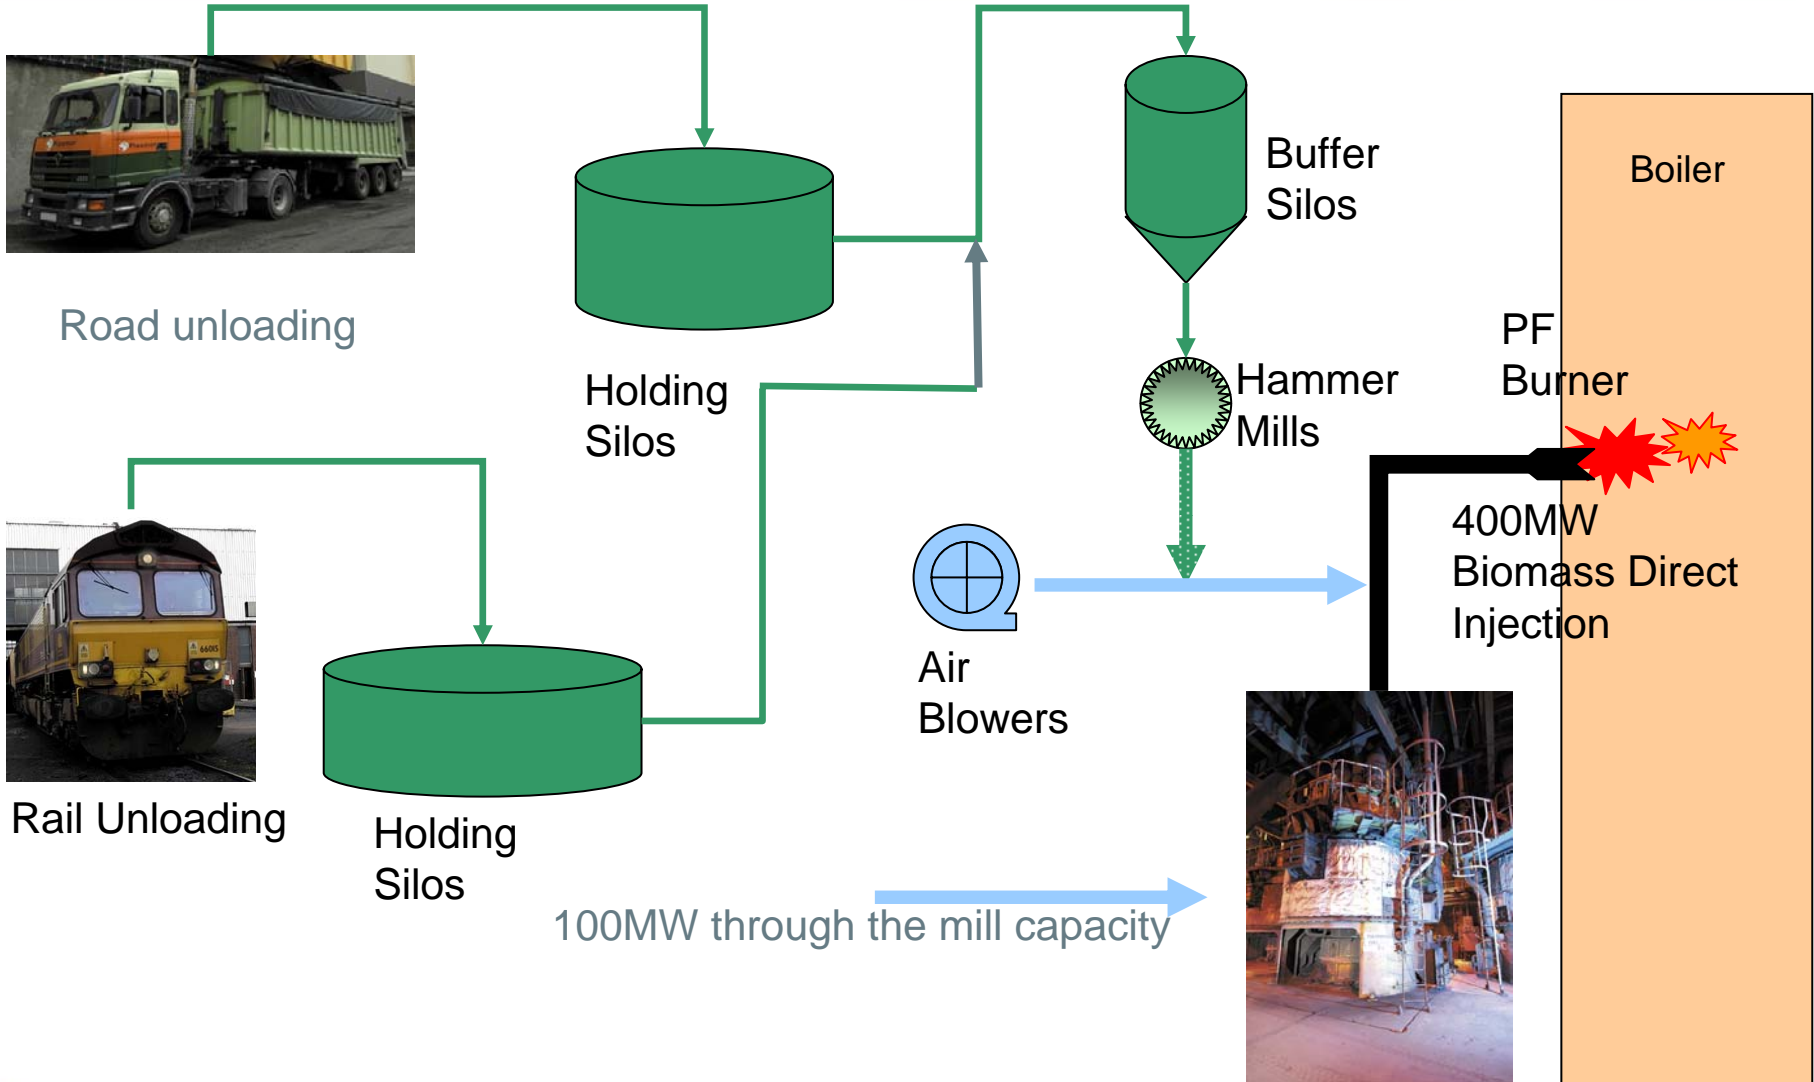 Boiler
Buffer
Silos
Road unloading
PF
Burner
Holding
Silos
Hammer
Mills
400MW
Biomass Direct
Injection
66015
Air
Blowers
Rail Unloading
Holding
Silos
100MW through the mill capacity